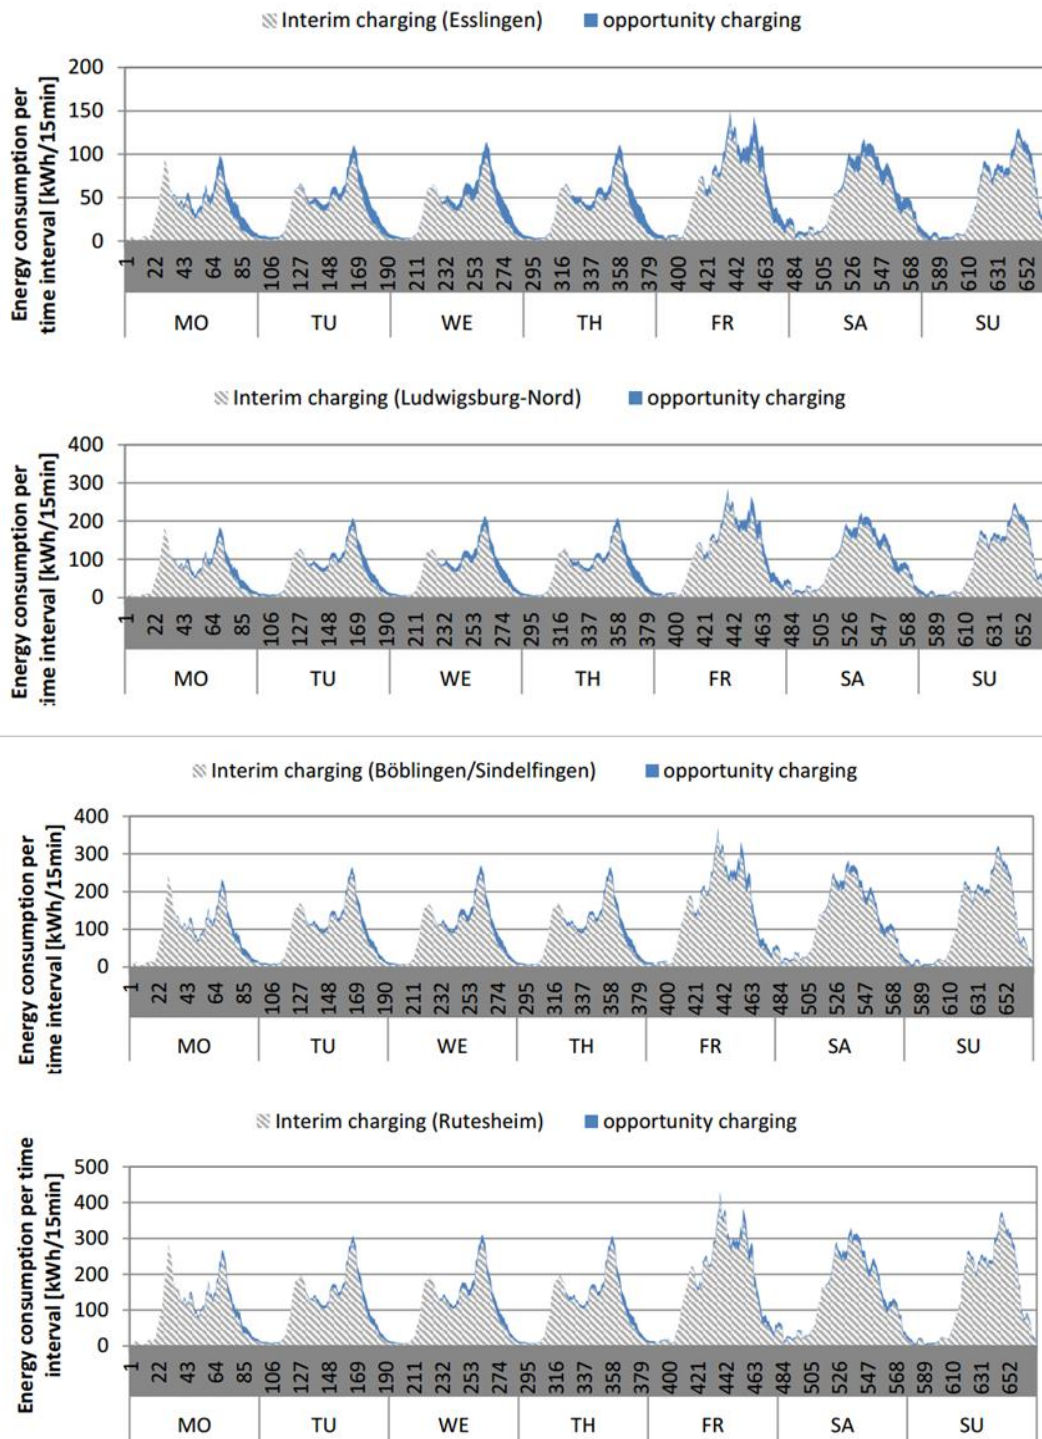 Interim charging (Esslingen) opportunity charging
Energy consumption per
time interval [kWh/15min]
200
150
100
50
0
1 22 43 64 85 106 127 148 169 190 211 232 253 274 295 316 337 358 379 400 421 442 463 484 505 526 547 568 589 610 631 652
MO TU WE TH FR SA SU
Interim charging (Ludwigsburg-Nord) opportunity charging
Energy consumption per
time interval [kWh/15min]
400
300
200
100
0
1 22 43 64 85 106 127 148 169 190 211 232 253 274 295 316 337 358 379 400 421 442 463 484 505 526 547 568 589 610 631 652
MO TU WE TH FR SA SU
Interim charging (Böblingen/Sindelfingen) opportunity charging
Energy consumption per
time interval [kWh/15min]
400
300
200
100
0
1 22 43 64 85 106 127 148 169 190 211 232 253 274 295 316 337 358 379 400 421 442 463 484 505 526 547 568 589 610 631 652
MO TU WE TH FR SA SU
Interim charging (Rutesheim) opportunity charging
Energy consumption per time
interval [kWh/15min]
500
400
300
200
100
0
1 22 43 64 85 106 127 148 169 190 211 232 253 274 295 316 337 358 379 400 421 442 463 484 505 526 547 568 589 610 631 652
MO TU WE TH FR SA SU